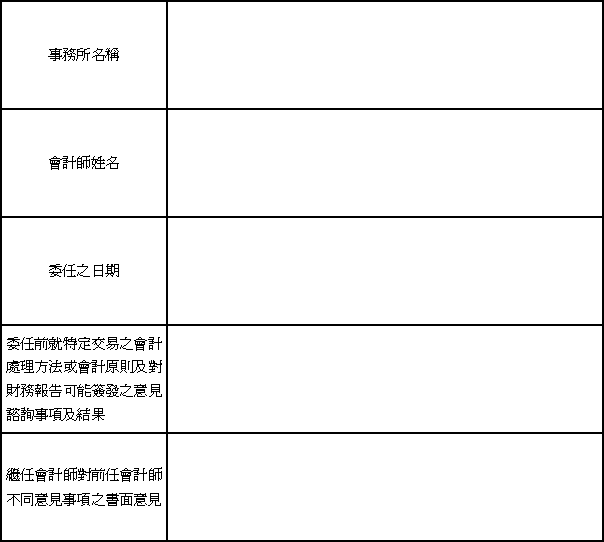 事務所名稱
會計師姓名
委任之日期
委任前就特定交易之會計
處理方法或會計原則及對
財務報告可能簽發之意見
諮詢事項及結果
繼任會計師對前任會計師
不同意見事項之書面意見